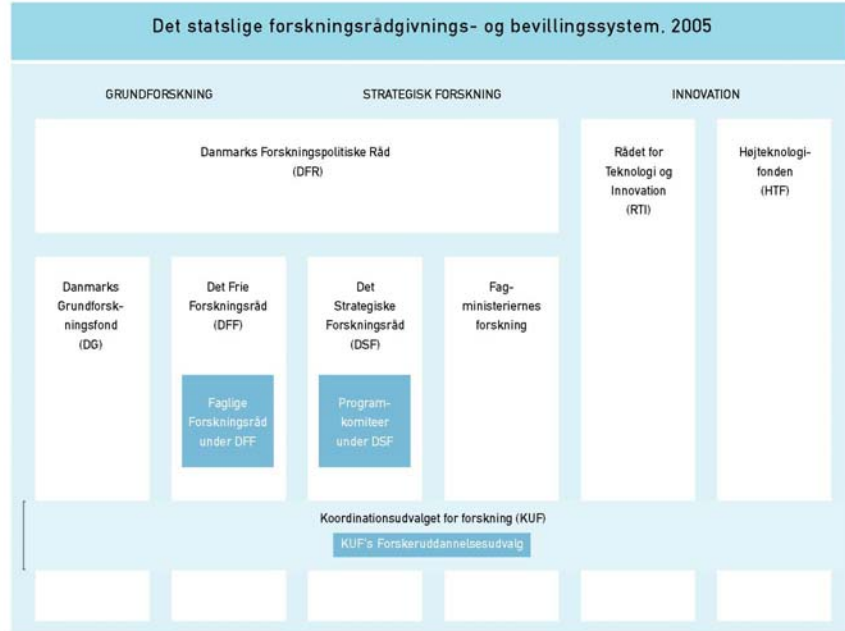 Det statslige forskningsrådgivnings- og bevillingssystem, 2005
GRUNDFORSKNING
STRATEGISK FORSKNING
INNOVATION
Danmarks Forskningspolitiske Råd
(DFR)
Rådet for
Teknologi og
Innovation
(RTI)
Højteknologi-
fonden
(HTF)
Danmarks
Grundforsk-
ningsfond
(DG)
Det Frie
Forskningsråd
(DFF)
Det
Strategiske
Forskningsråd
(DSF)
Fag-
ministeriernes
forskning
Faglige
Forskningsråd
under DFF
Program-
komiteer
under DSF
Koordinationsudvalget for forskning (KUF)
KUF's Forskeruddannelsesudvalg